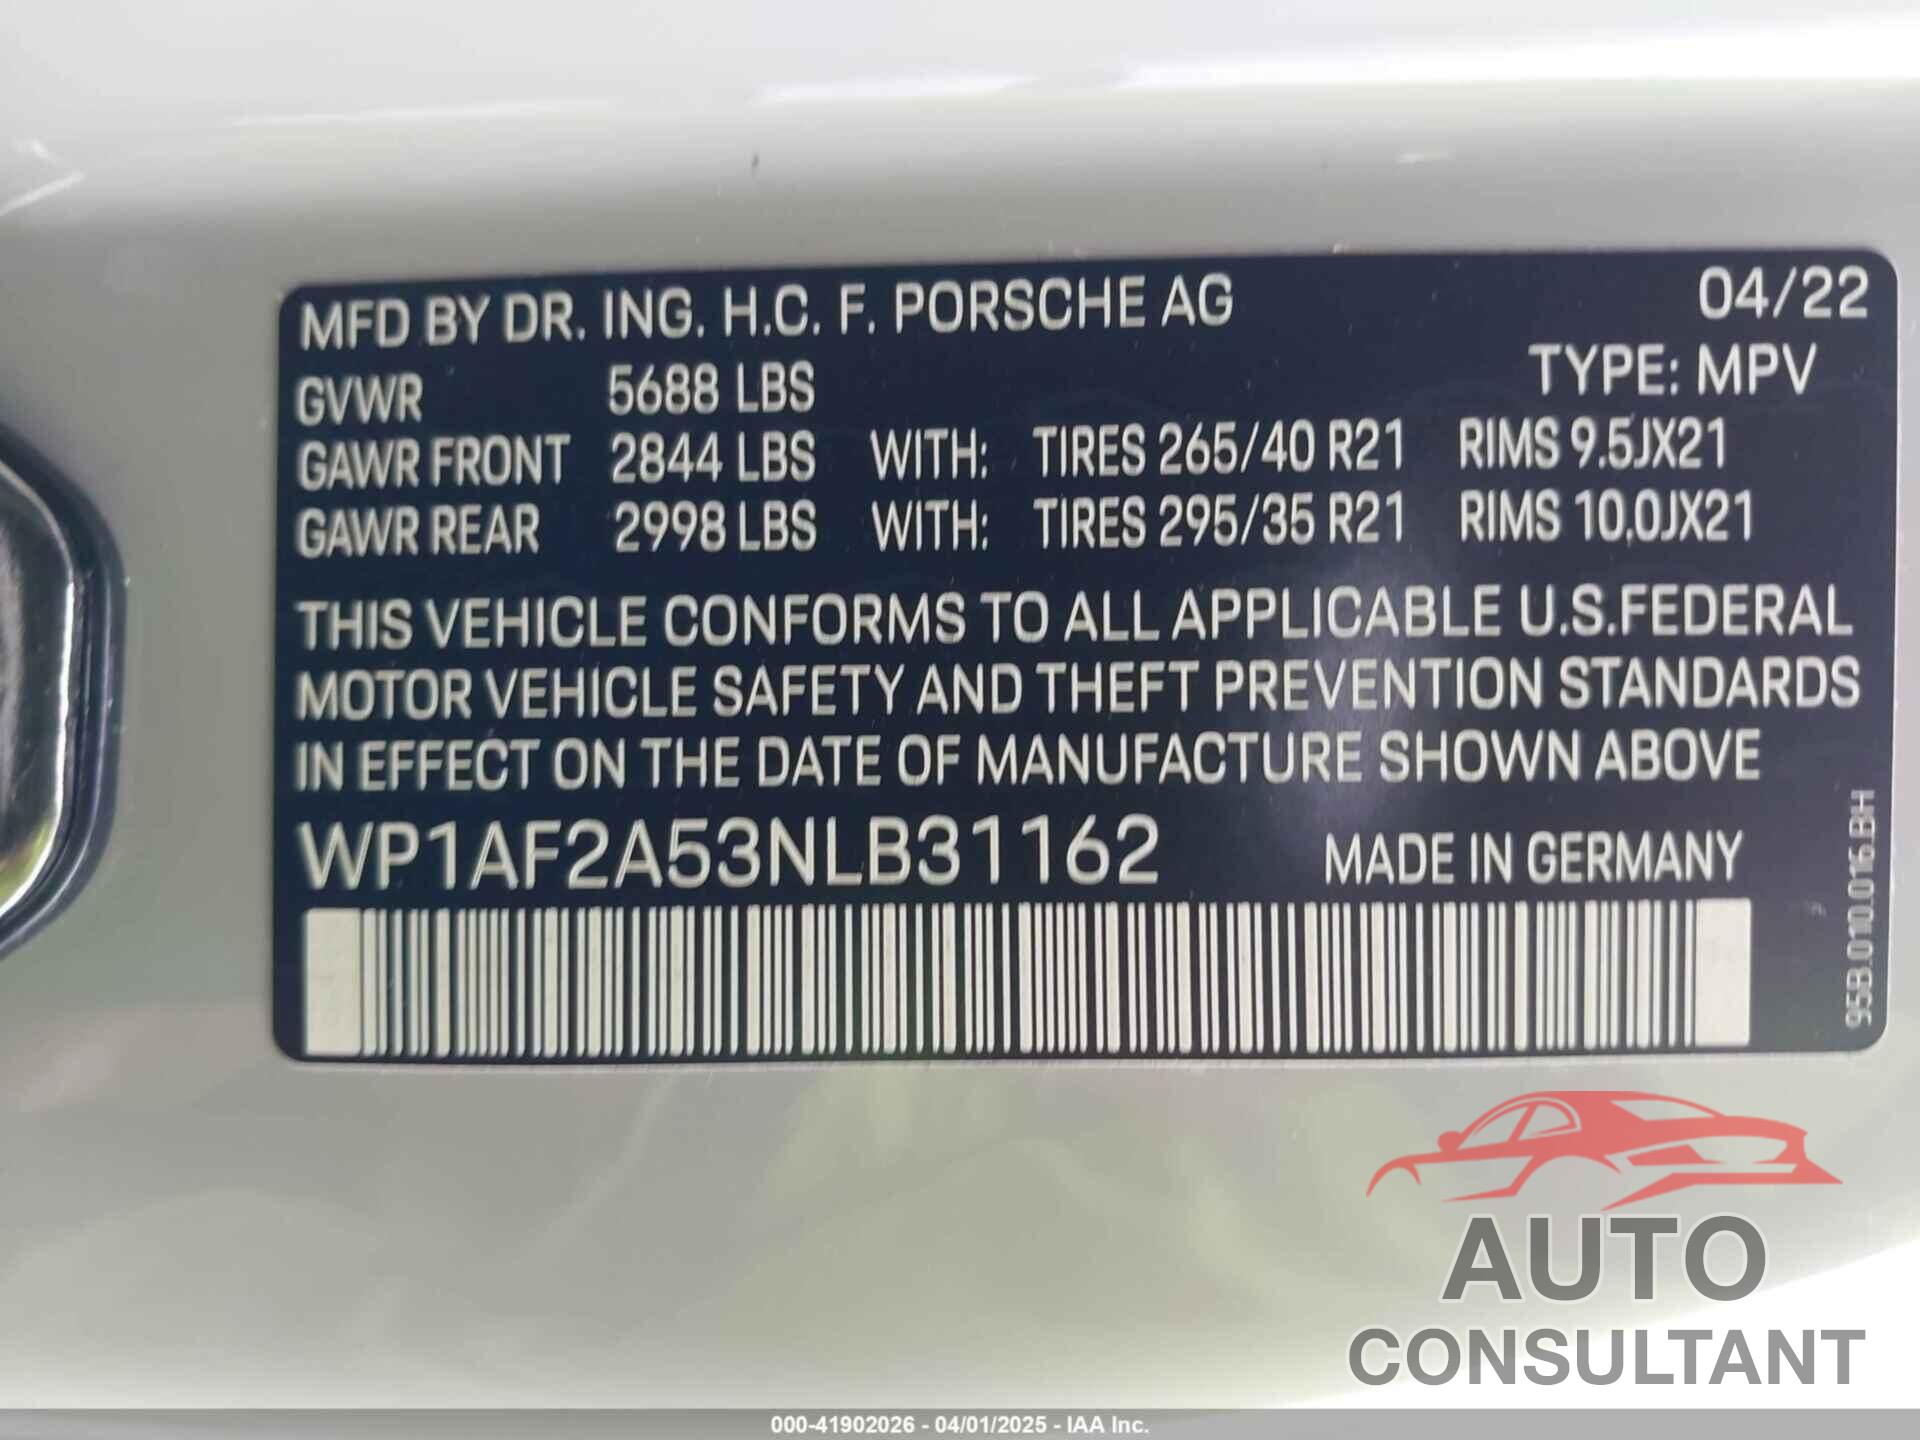 MFD BY DR. ING. H.C. F. PORSCHE AG 04/22
TYPE: MPV
GVWR 5688 LBS
GAWR FRONT 2844 LBS WITH: TIRES 265/40 R21 RIMS 9.5JX21
GAWR REAR 2998 LBS WITH: TIRES 295/35 R21 RIMS 10.0JX21
THIS VEHICLE CONFORMS TO ALL APPLICABLE U.S.FEDERAL
MOTOR VEHICLE SAFETY AND THEFT PREVENTION STANDARDS
IN EFFECT ON THE DATE OF MANUFACTURE SHOWN ABOVE
WP1AF2A53NLB31162 MADE IN GERMANY
95B.010.016.BH
AUTO
CONSULTANT
000-41902026 - 04/01/2025 - IAA Inc.